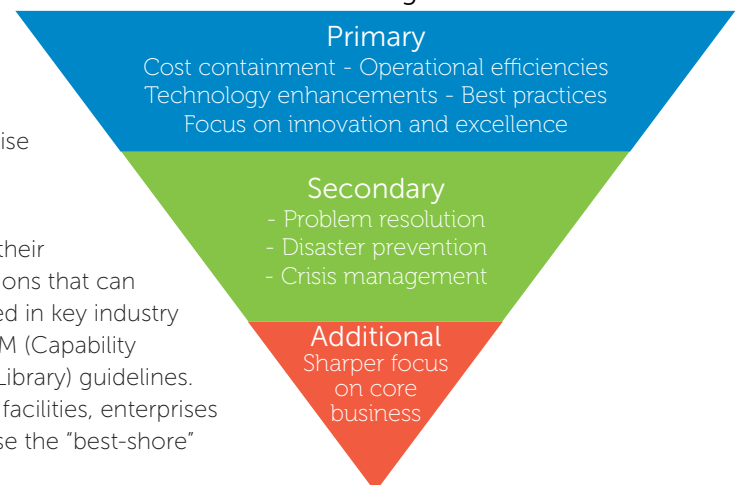 Primary
Cost containment - Operational efficiencies
Technology enhancements - Best practices
Focus on innovation and excellence
Secondary
- Problem resolution
- Disaster prevention
- Crisis management
Additional
Sharper focus
on core
business
ise
their
ons that can
ed in key industry
M (Capability
Library) guidelines.
facilities, enterprises
se the “best-shore”